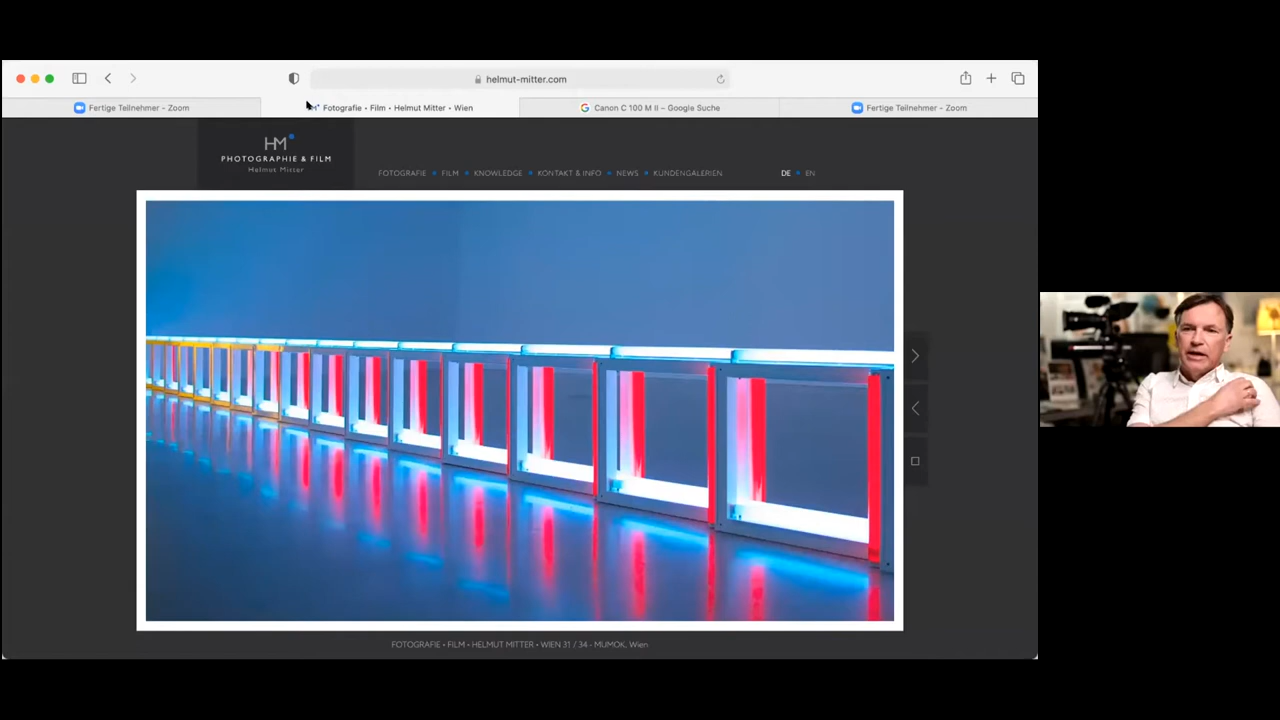 helmut-mitter.com
Fertige Teilnehmer - Zoom
Fotografie • Film • Helmut Mitter • Wien
Canon C 100 M II – Google Suche
Fertige Teilnehmer - Zoom
HM
PHOTOGRAPHIE & FILM
Helmut Mitter
FOTOGRAFIE • FILM • KNOWLEDGE • KONTAKT & INFO • NEWS • KUNDENGALERIEN
DE • EN
FOTOGRAFIE • FILM • HELMUT MITTER • WIEN 31 / 34 - MUMOK, Wien